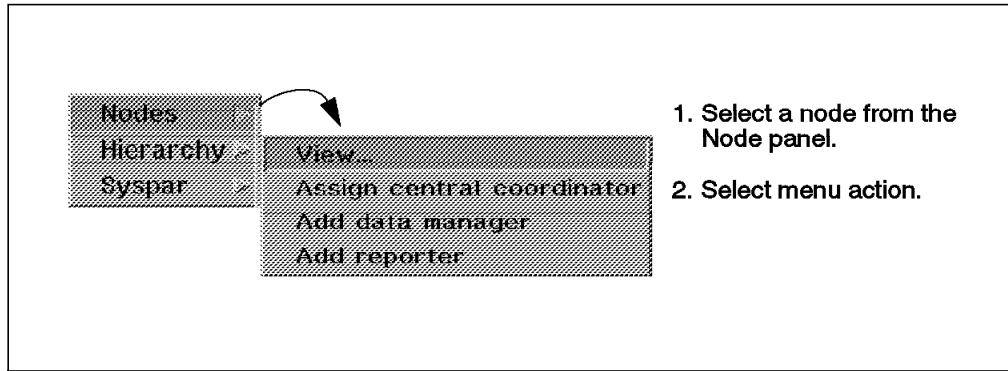 Nodes
Hierarchy
Syspar
View...
Assign central coordinator
Add data manager
Add reporter
1. Select a node from the
Node panel.
2. Select menu action.